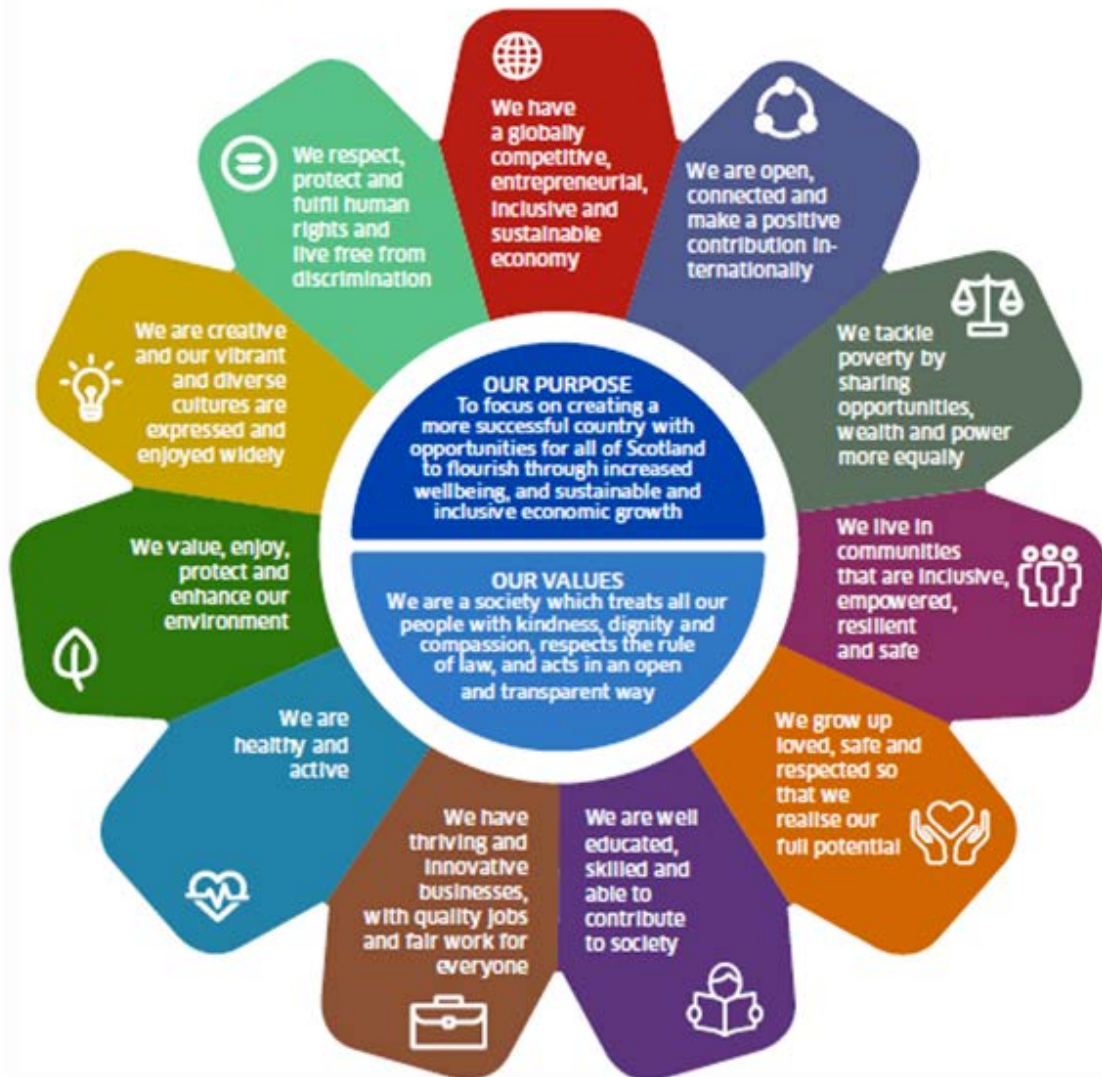 We have
a globally
competitive,
entrepreneurial,
inclusive and
sustainable
economy
We are open,
connected and
make a positive
contribution in-
ternationally
We tackle
poverty by
sharing
opportunities,
wealth and power
more equally
We live in
communities
that are inclusive,
empowered,
resilient
and safe
We grow up
loved, safe and
respected so
that we
realise our
full potential
We are well
educated,
skilled and
able to
contribute
to society
We have
thriving and
innovative
businesses,
with quality jobs
and fair work for
everyone
We are
healthy and
active
We value, enjoy,
protect and
enhance our
environment
We are creative
and our vibrant
and diverse
cultures are
expressed and
enjoyed widely
We respect,
protect and
fulfil human
rights and
live free from
discrimination
OUR PURPOSE
To focus on creating a
more successful country with
opportunities for all of Scotland
to flourish through increased
wellbeing, and sustainable and
inclusive economic growth
OUR VALUES
We are a society which treats all our
people with kindness, dignity and
compassion, respects the rule
of law, and acts in an open
and transparent way